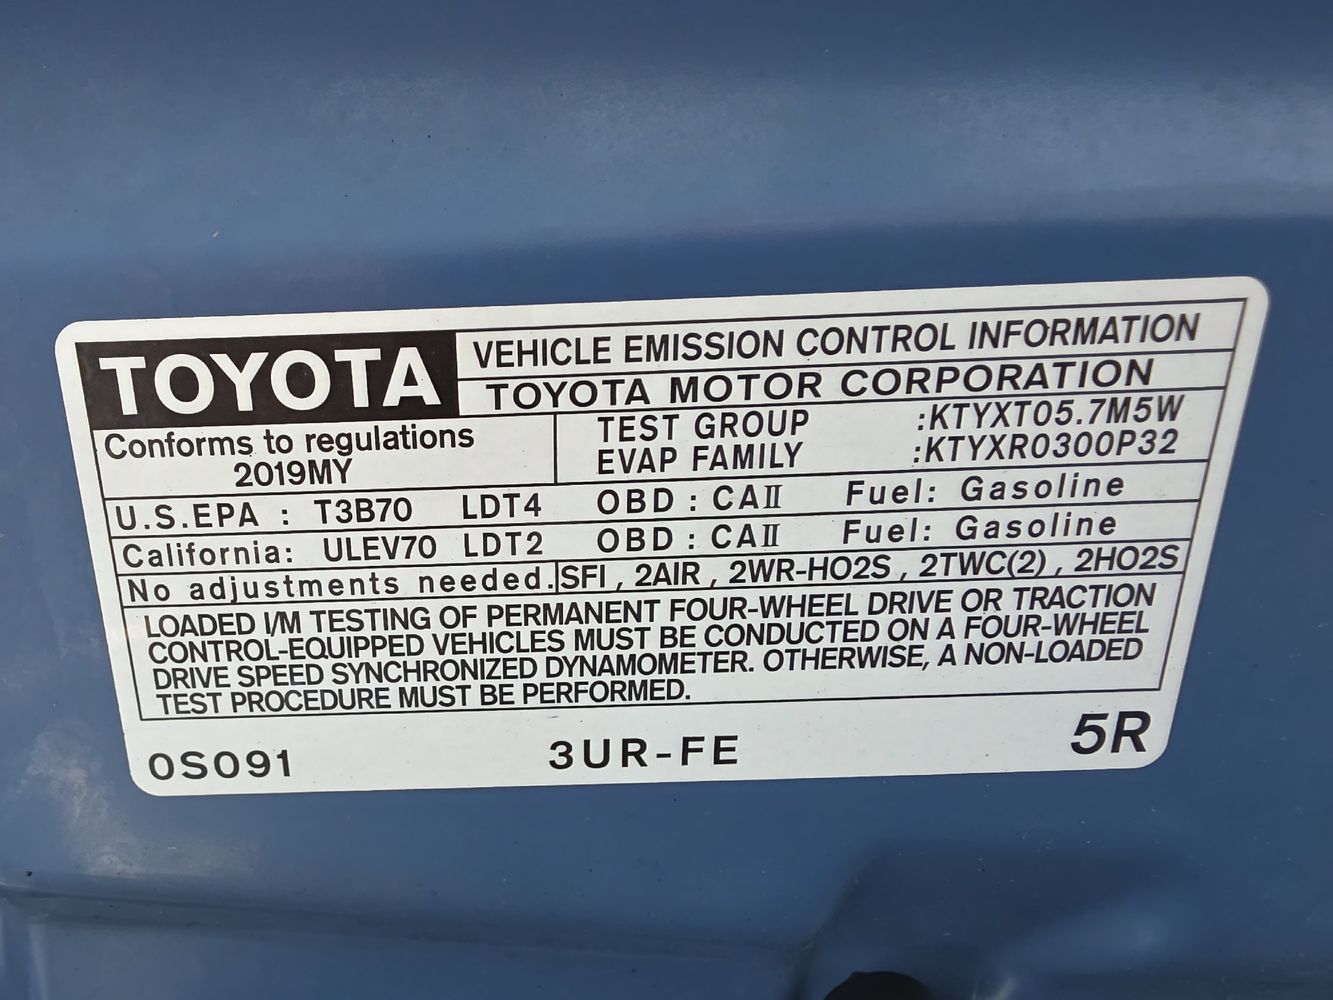 TOYOTA VEHICLE EMISSION CONTROL INFORMATION
TOYOTA MOTOR CORPORATION
Conforms to regulations
2019MY
TEST GROUP :KTYXT05.7M5W
EVAP FAMILY :KTYXR0300P32
U.S.EPA : T3B70 LDT4 OBD : CAⅡ Fuel: Gasoline
California: ULEV70 LDT2 OBD : CAⅡ Fuel: Gasoline
No adjustments needed. SFI , 2AIR , 2WR-HO2S , 2TWC(2) , 2HO2S
LOADED I/M TESTING OF PERMANENT FOUR-WHEEL DRIVE OR TRACTION
CONTROL-EQUIPPED VEHICLES MUST BE CONDUCTED ON A FOUR-WHEEL
DRIVE SPEED SYNCHRONIZED DYNAMOMETER. OTHERWISE, A NON-LOADED
TEST PROCEDURE MUST BE PERFORMED.
0S091 3UR-FE 5R